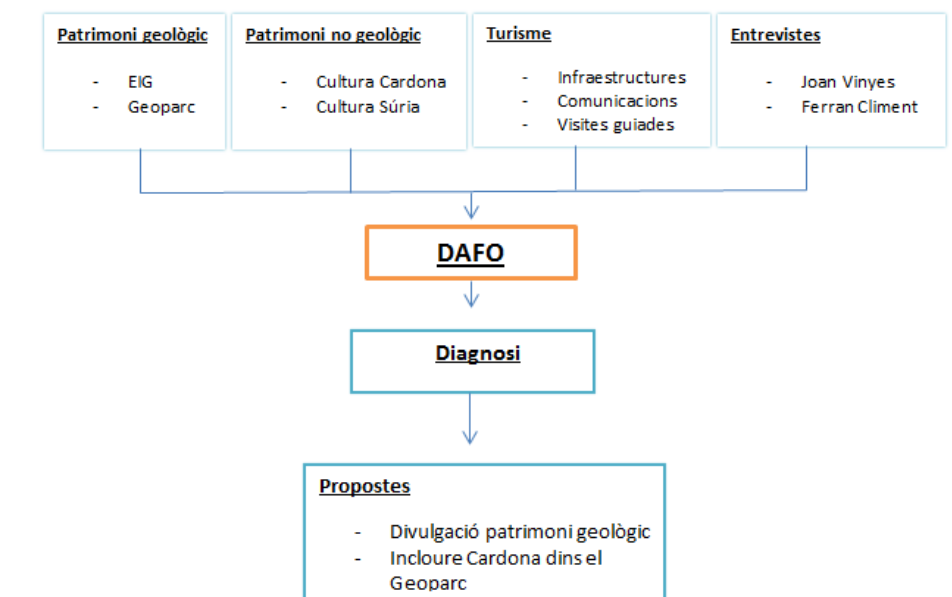 Patrimoni geològic
- EIG
- Geoparc
Patrimoni no geològic
- Cultura Cardona
- Cultura Súria
Turisme
- Infraestructures
- Comunicacions
- Visites guiades
Entrevistes
- Joan Vinyes
- Ferran Climent
DAFO
Diagnosi
Propostes
- Divulgació patrimoni geològic
- Incloure Cardona dins el
Geoparc